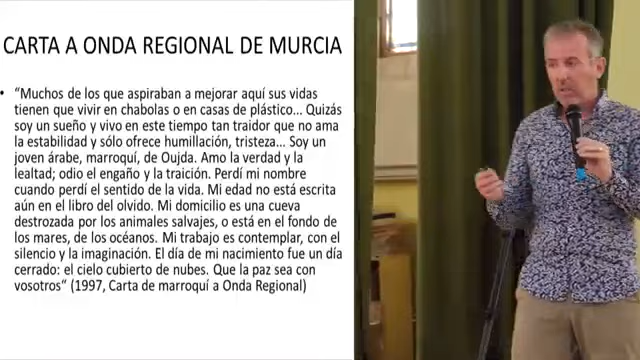 CARTA A ONDA REGIONAL DE MURCIA
• "Muchos de los que aspiraban a mejorar aquí sus vidas
tienen que vivir en chabolas o en casas de plástico... Quizás
soy un sueño y vivo en este tiempo tan traidor que no ama
la estabilidad y sólo ofrece humillación, tristeza... Soy un
joven árabe, marroquí, de Oujda. Amo la verdad y la
lealtad; odio el engaño y la traición. Perdí mi nombre
cuando perdí el sentido de la vida. Mi edad no está escrita
aún en el libro del olvido. Mi domicilio es una cueva
destrozada por los animales salvajes, o está en el fondo de
los mares, de los océanos. Mi trabajo es contemplar, con el
silencio y la imaginación. El día de mi nacimiento fue un día
cerrado: el cielo cubierto de nubes. Que la paz sea con
vosotros" (1997, Carta de marroquí a Onda Regional)